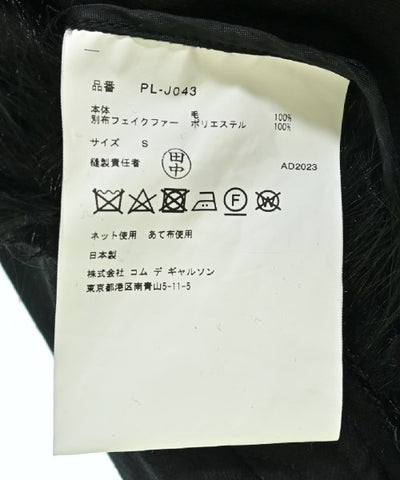 品番 PL-J043
本体 毛 100%
別布フェイクファー ポリエステル 100%
サイズ S
縫製責任者 田中 AD2023
ネット使用 あて布使用
日本製
株式会社 コム デ ギャルソン
東京都港区南青山5-11-5